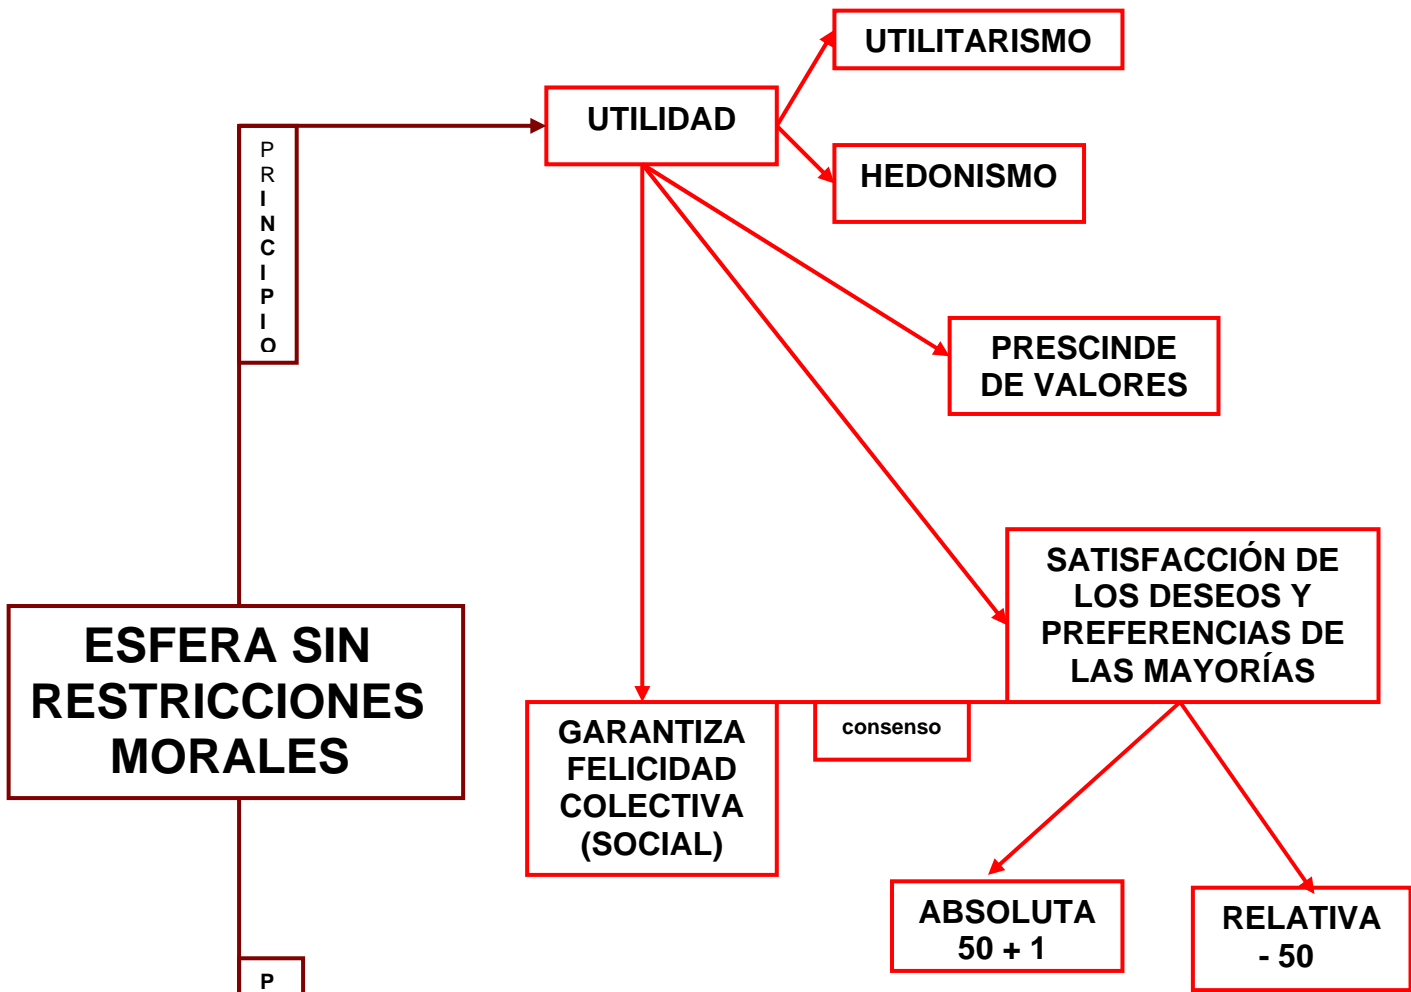 UTILITARISMO
UTILIDAD
HEDONISMO
P
R
I
N
C
I
P
I
O
PRESCINDE
DE VALORES
SATISFACCIÓN DE
LOS DESEOS Y
PREFERENCIAS DE
LAS MAYORÍAS
ESFERA SIN
RESTRICCIONES
MORALES
GARANTIZA
FELICIDAD
COLECTIVA
(SOCIAL)
consenso
ABSOLUTA
50 + 1
RELATIVA
- 50
P